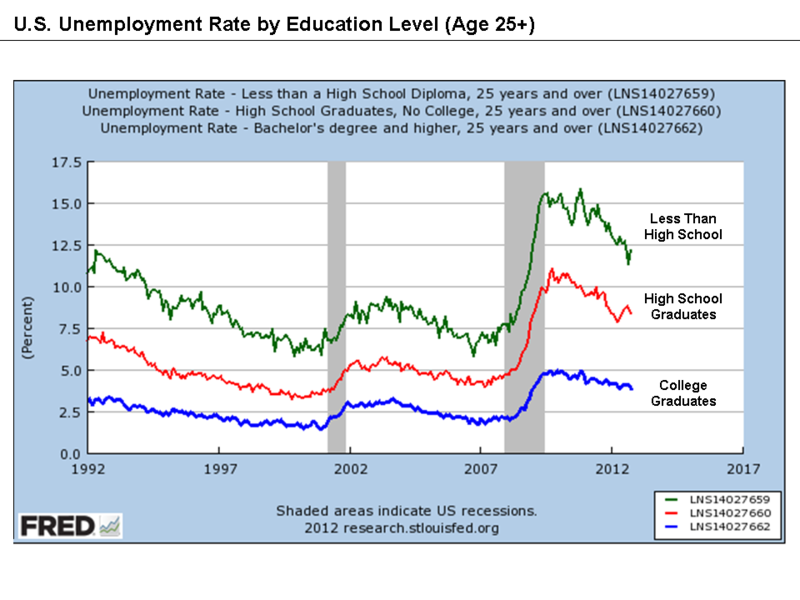 U.S. Unemployment Rate by Education Level (Age 25+)
Unemployment Rate - Less than a High School Diploma, 25 years and over (LNS14027659)
Unemployment Rate - High School Graduates, No College, 25 years and over (LNS14027660)
Unemployment Rate - Bachelor's degree and higher, 25 years and over (LNS14027662)
17.5
15.0
12.5
10.0
7.5
5.0
2.5
0.0
(Percent)
Less Than
High School
High School
Graduates
College
Graduates
1992 1997 2002 2007 2012 2017
Shaded areas indicate US recessions.
2012 research.stlouisfed.org
FRED
LNS14027659
LNS14027660
LNS14027662